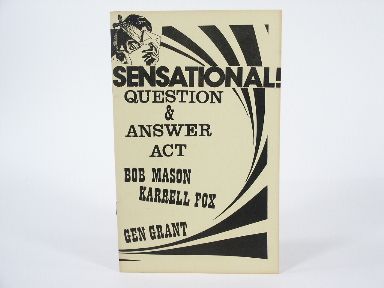 SENSATIONAL!
QUESTION
&
ANSWER
ACT
BOB MASON
KARRELL FOX
GEN GRANT